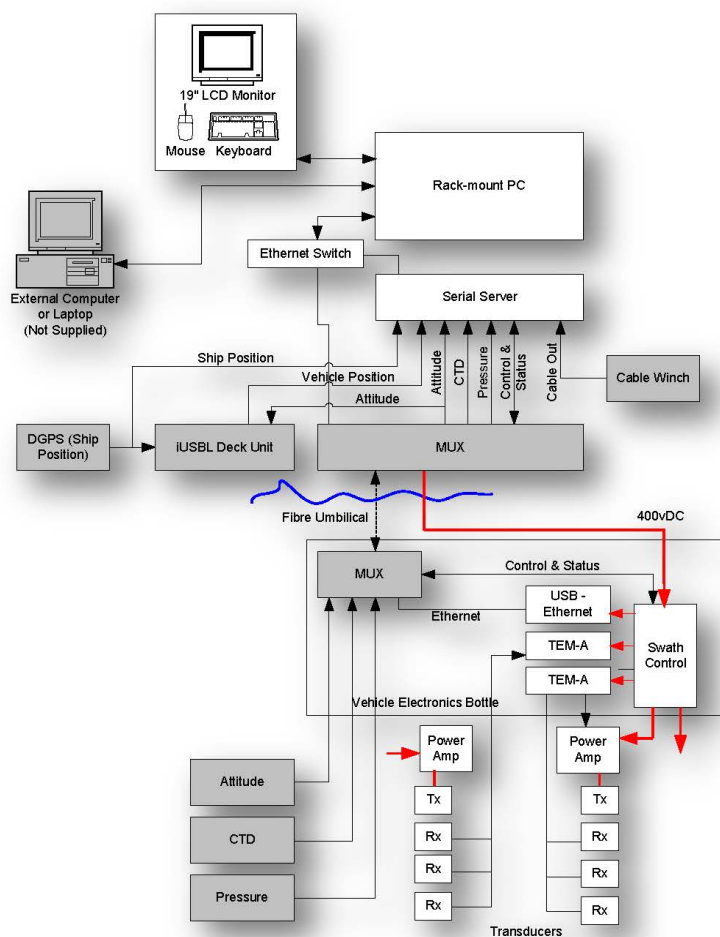 19" LCD Monitor
Mouse
Keyboard
Rack-mount PC
External Computer
or Laptop
(Not Supplied)
Ethernet Switch
Serial Server
Ship Position
Vehicle Position
Attitude
Attitude
CTD
Pressure
Control &
Status
Cable Out
Cable Winch
DGPS (Ship
Position)
iUSBL Deck Unit
MUX
Fibre Umbilical
400vDC
MUX
Control & Status
Ethernet
USB -
Ethernet
TEM-A
TEM-A
Swath
Control
Vehicle Electronics Bottle
Power
Amp
Power
Amp
Attitude
CTD
Pressure
Tx
Rx
Rx
Rx
Tx
Rx
Rx
Rx
Transducers